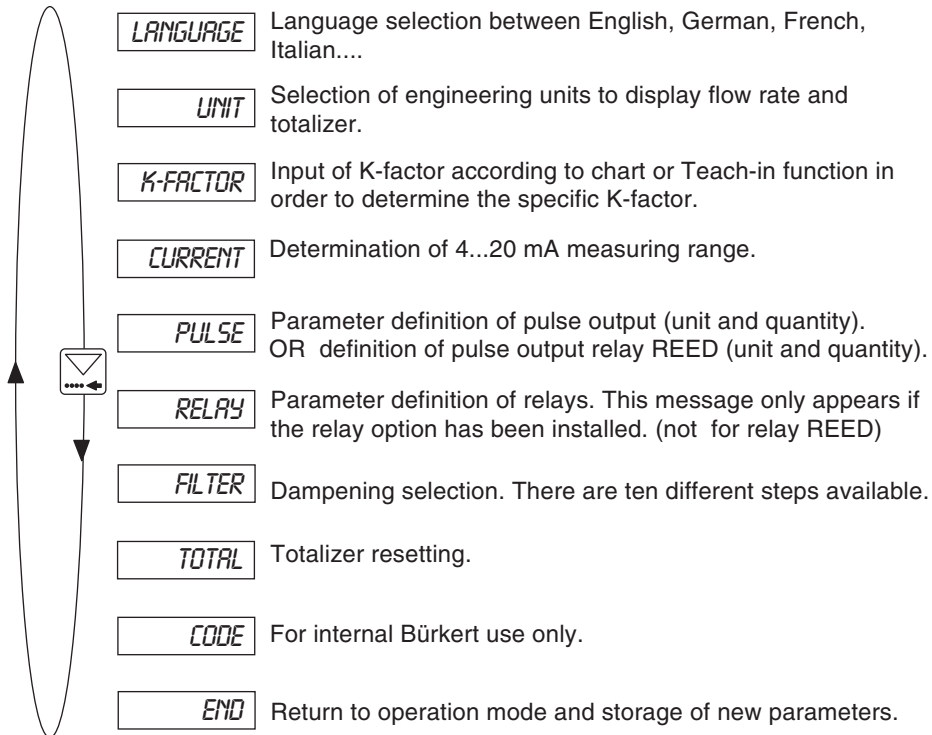 LANGUAGE
Language selection between English, German, French,
Italian....
UNIT
Selection of engineering units to display flow rate and
totalizer.
K-FACTOR
Input of K-factor according to chart or Teach-in function in
order to determine the specific K-factor.
CURRENT
Determination of 4...20 mA measuring range.
PULSE
Parameter definition of pulse output (unit and quantity).
OR definition of pulse output relay REED (unit and quantity).
RELAY
Parameter definition of relays. This message only appears if
the relay option has been installed. (not for relay REED)
FILTER
Dampening selection. There are ten different steps available.
TOTAL
Totalizer resetting.
CODE
For internal Bürkert use only.
END
Return to operation mode and storage of new parameters.